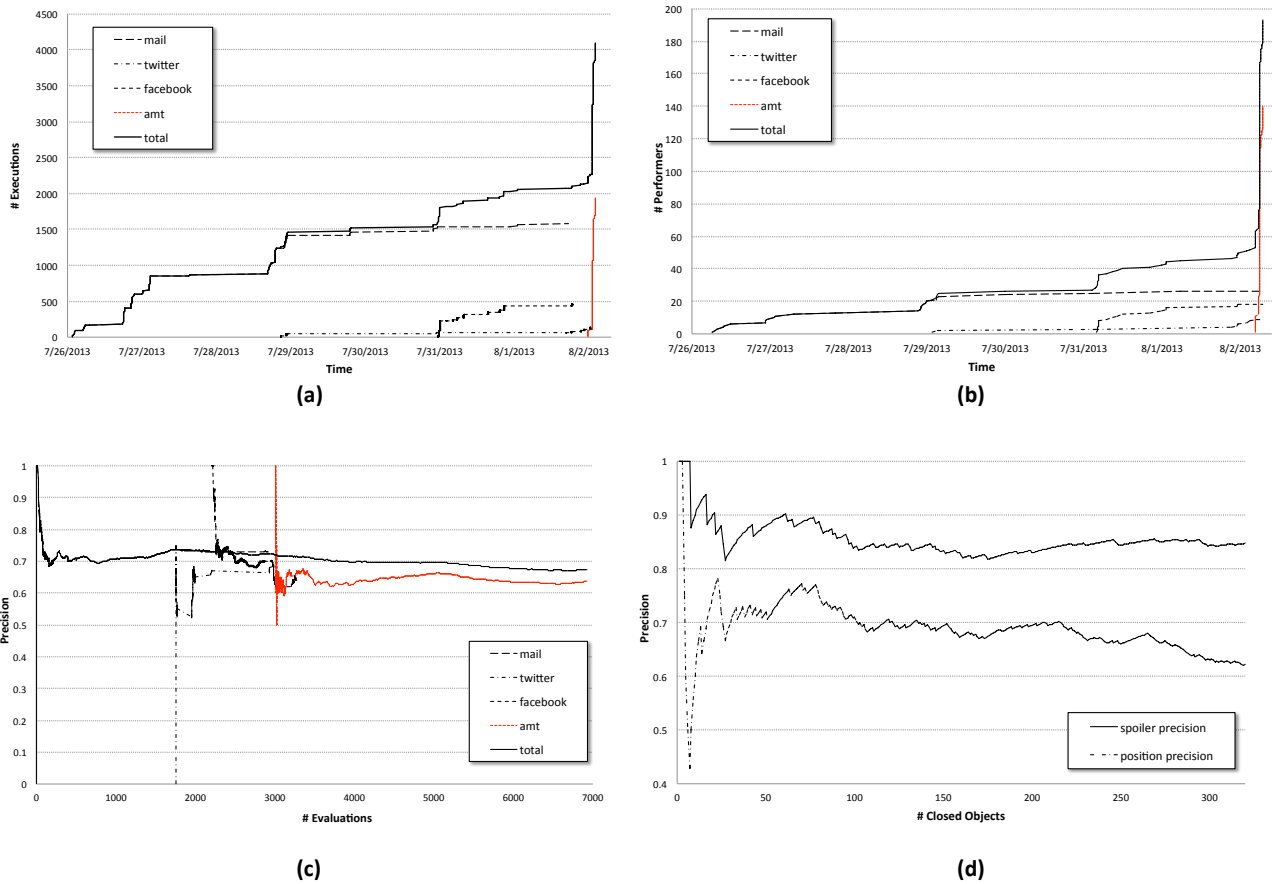 4500
4000
3500
3000
2500
2000
1500
1000
500
0
# Executions
mail
twitter
facebook
amt
total
7/26/2013 7/27/2013 7/28/2013 7/29/2013 7/30/2013 7/31/2013 8/1/2013 8/2/2013
Time
(a)
200
180
160
140
120
100
80
60
40
20
0
# Performers
mail
twitter
facebook
amt
total
7/26/2013 7/27/2013 7/28/2013 7/29/2013 7/30/2013 7/31/2013 8/1/2013 8/2/2013
Time
(b)
1
0.9
0.8
0.7
0.6
0.5
0.4
0.3
0.2
0.1
0
Precision
mail
twitter
facebook
amt
total
0 1000 2000 3000 4000 5000 6000 7000
# Evaluations
(c)
1
0.9
0.8
0.7
0.6
0.5
0.4
Precision
spoiler precision
position precision
0 50 100 150 200 250 300
# Closed Objects
(d)